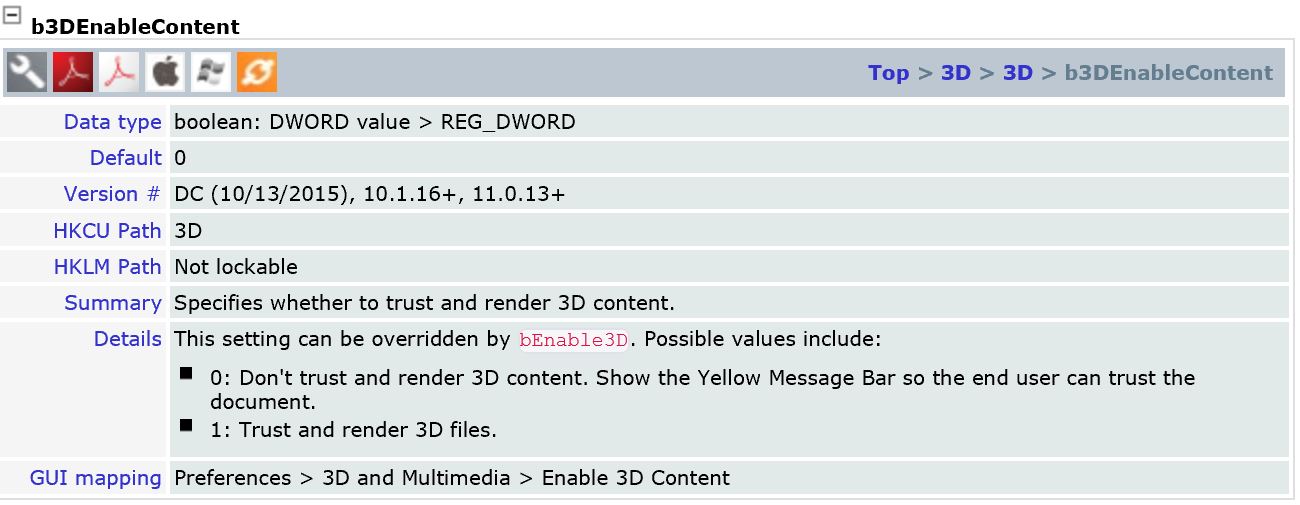 b3DEnableContent
Top > 3D > 3D > b3DEnableContent
Data type boolean: DWORD value > REG_DWORD
Default 0
Version # DC (10/13/2015), 10.1.16+, 11.0.13+
HKCU Path 3D
HKLM Path Not lockable
Summary Specifies whether to trust and render 3D content.
Details This setting can be overridden by bEnable3D. Possible values include:
0: Don't trust and render 3D content. Show the Yellow Message Bar so the end user can trust the
document.
1: Trust and render 3D files.
GUI mapping Preferences > 3D and Multimedia > Enable 3D Content